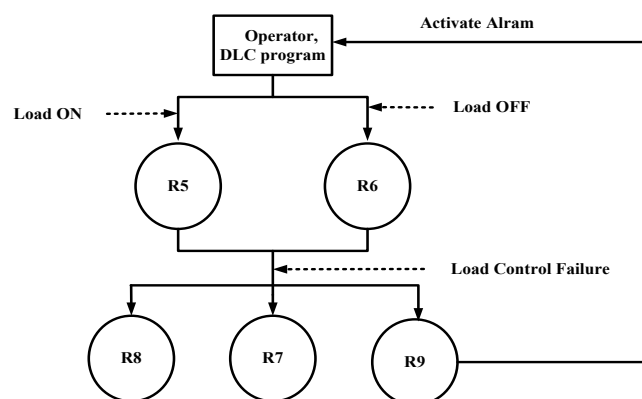 Activate Alram
Operator,
DLC program
Load ON
Load OFF
R5
R6
Load Control Failure
R8
R7
R9